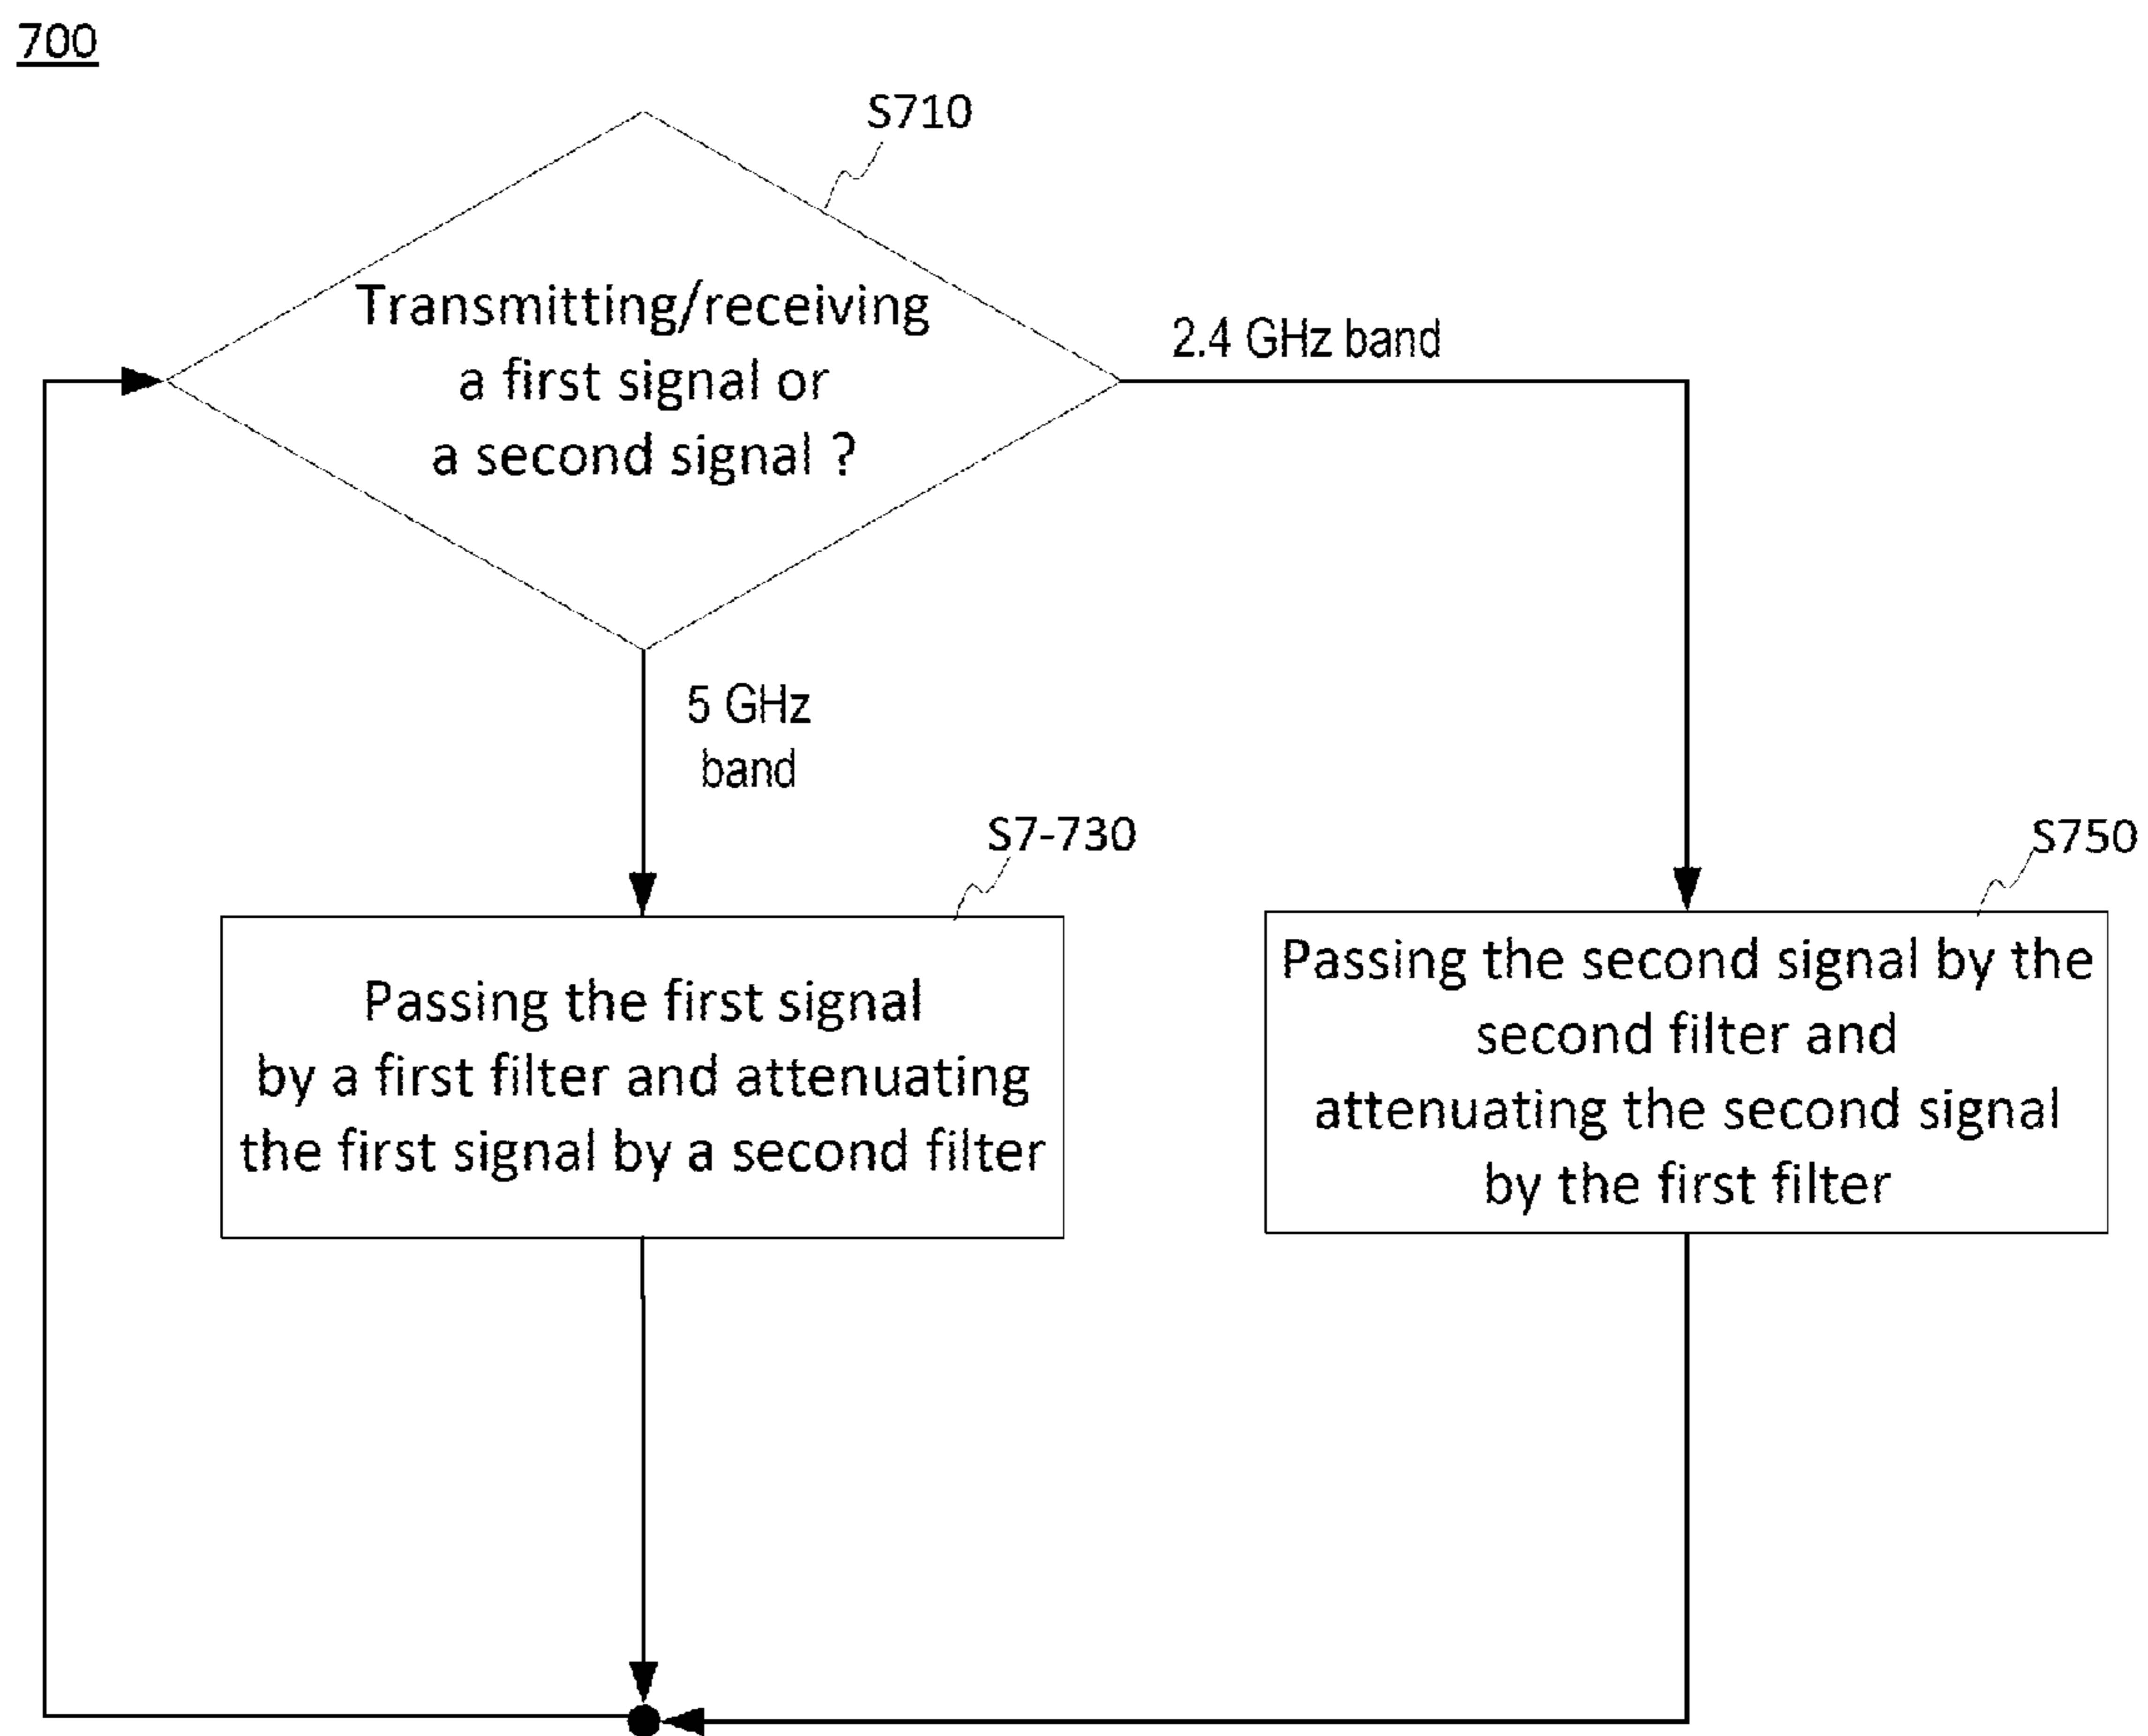 700
S710
Transmitting/receiving
a first signal or
a second signal ?
2.4 GHz band
5 GHz
band
S7-730
Passing the first signal
by a first filter and attenuating
the first signal by a second filter
S750
Passing the second signal by the
second filter and
attenuating the second signal
by the first filter